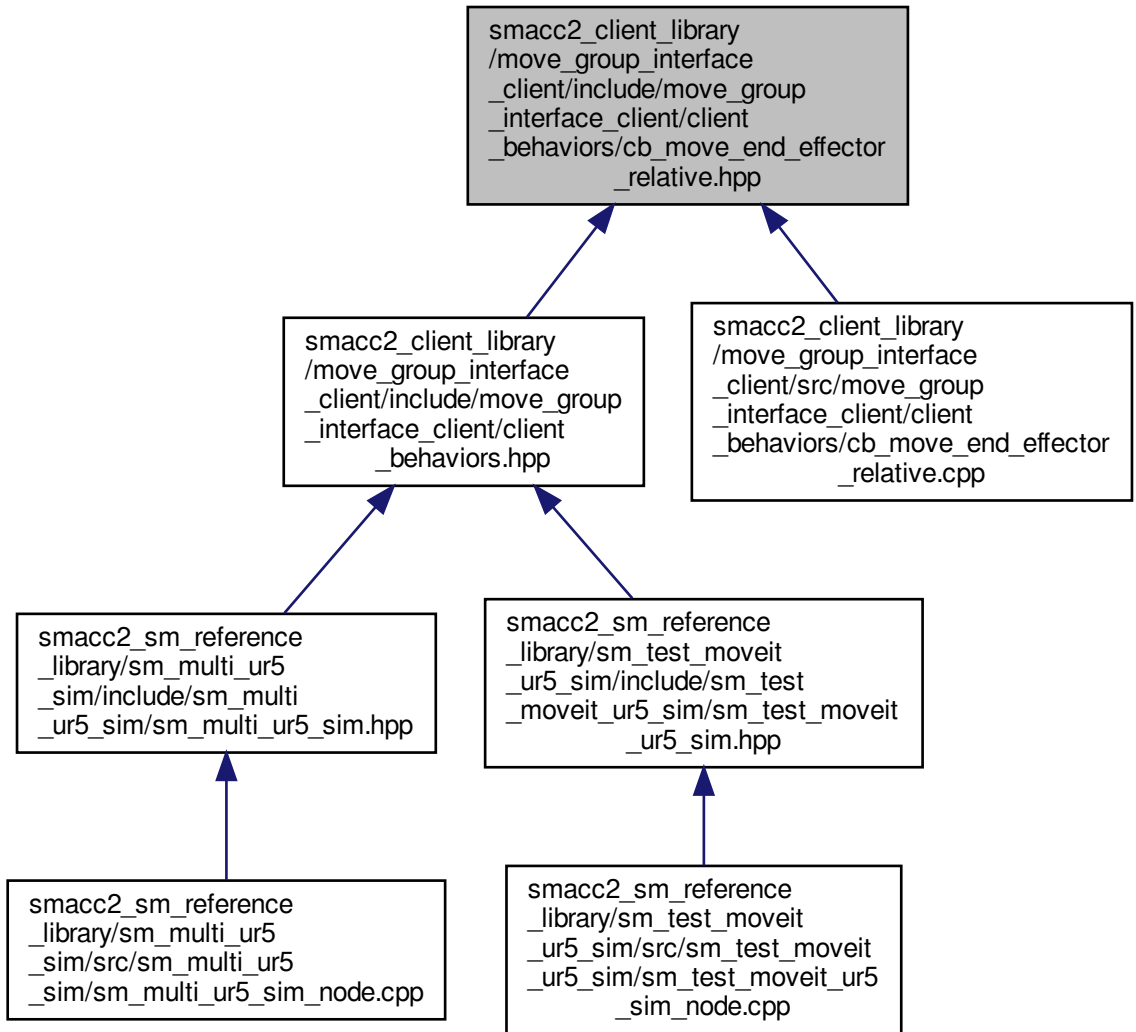 smacc2_client_library
/move_group_interface
_client/include/move_group
_interface_client/client
_behaviors/cb_move_end_effector
_relative.hpp
smacc2_client_library
/move_group_interface
_client/include/move_group
_interface_client/client
_behaviors.hpp
smacc2_client_library
/move_group_interface
_client/src/move_group
_interface_client/client
_behaviors/cb_move_end_effector
_relative.cpp
smacc2_sm_reference
_library/sm_multi_ur5
_sim/include/sm_multi
_ur5_sim/sm_multi_ur5_sim.hpp
smacc2_sm_reference
_library/sm_test_moveit
_ur5_sim/include/sm_test
_moveit_ur5_sim/sm_test_moveit
_ur5_sim.hpp
smacc2_sm_reference
_library/sm_multi_ur5
_sim/src/sm_multi_ur5
_sim/sm_multi_ur5_sim_node.cpp
smacc2_sm_reference
_library/sm_test_moveit
_ur5_sim/src/sm_test_moveit
_ur5_sim/sm_test_moveit_ur5
_sim_node.cpp